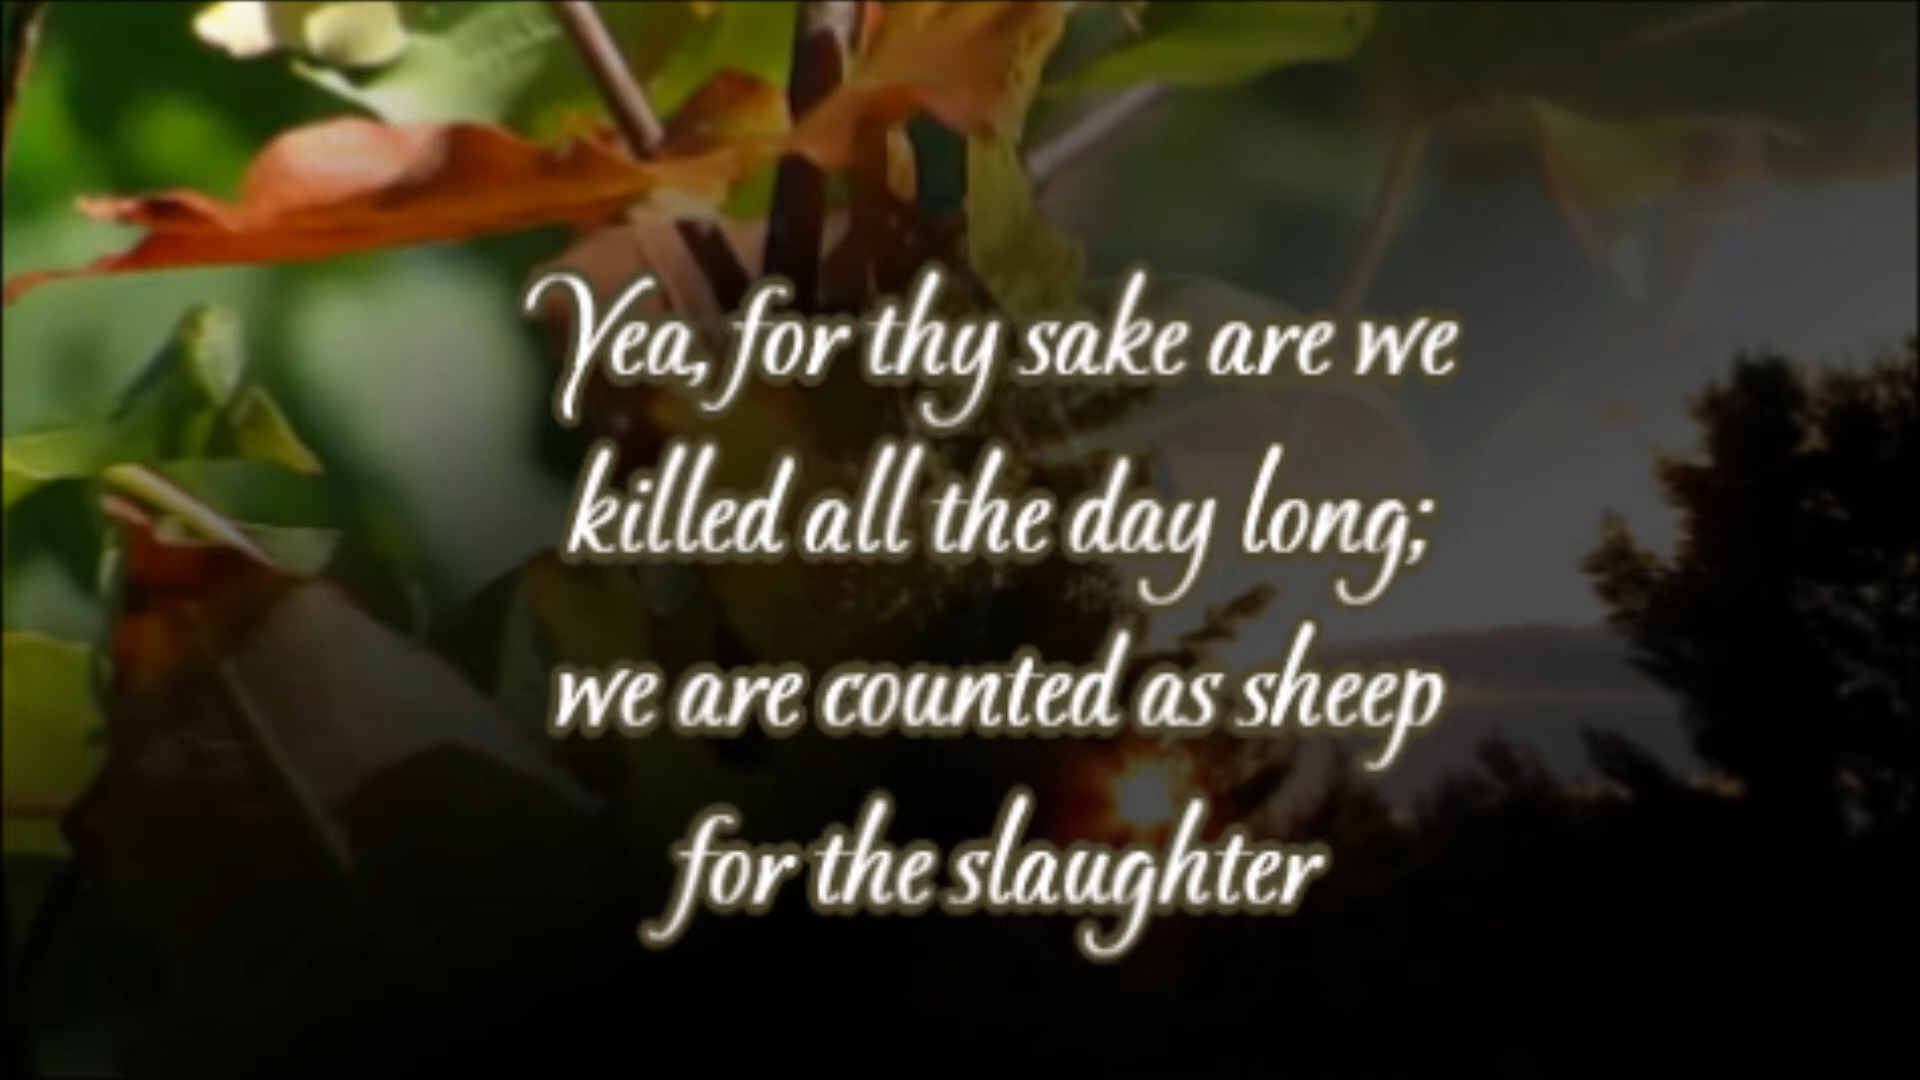 Yea, for thy sake are we
killed all the day long;
we are counted as sheep
for the slaughter